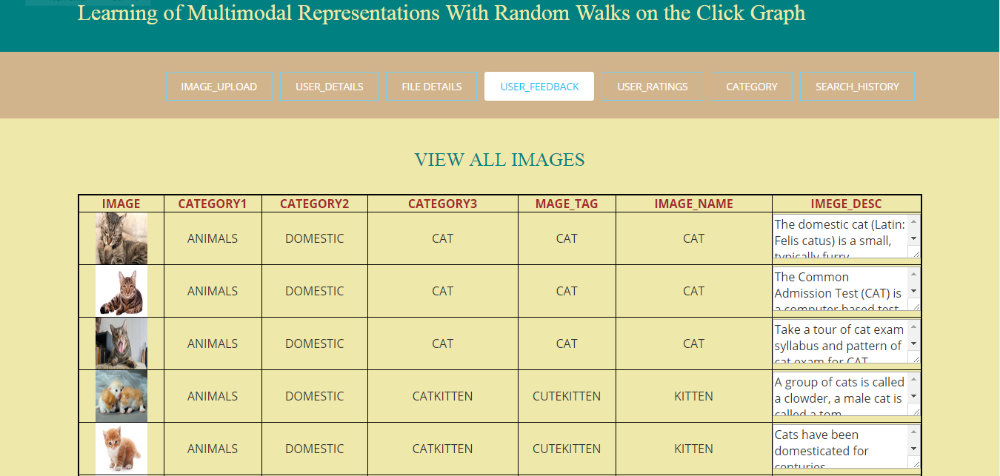 Learning of Multimodal Representations With Random Walks on the Click Graph
IMAGE_UPLOAD USER_DETAILS FILE DETAILS USER_FEEDBACK USER_RATINGS CATEGORY SEARCH_HISTORY
VIEW ALL IMAGES
IMAGE CATEGORY1 CATEGORY2 CATEGORY3 MAGE_TAG IMAGE_NAME IMEGE_DESC
ANIMALS DOMESTIC CAT CAT CAT
The domestic cat (Latin:
Felis catus) is a small,
typically furry
ANIMALS DOMESTIC CAT CAT CAT
The Common
Admission Test (CAT) is
a computer based test
ANIMALS DOMESTIC CAT CAT CAT
Take a tour of cat exam
syllabus and pattern of
cat exam for CAT
ANIMALS DOMESTIC CATKITTEN CUTEKITTEN KITTEN
A group of cats is called
a clowder, a male cat is
called a tom
ANIMALS DOMESTIC CATKITTEN CUTEKITTEN KITTEN
Cats have been
domesticated for
centuries